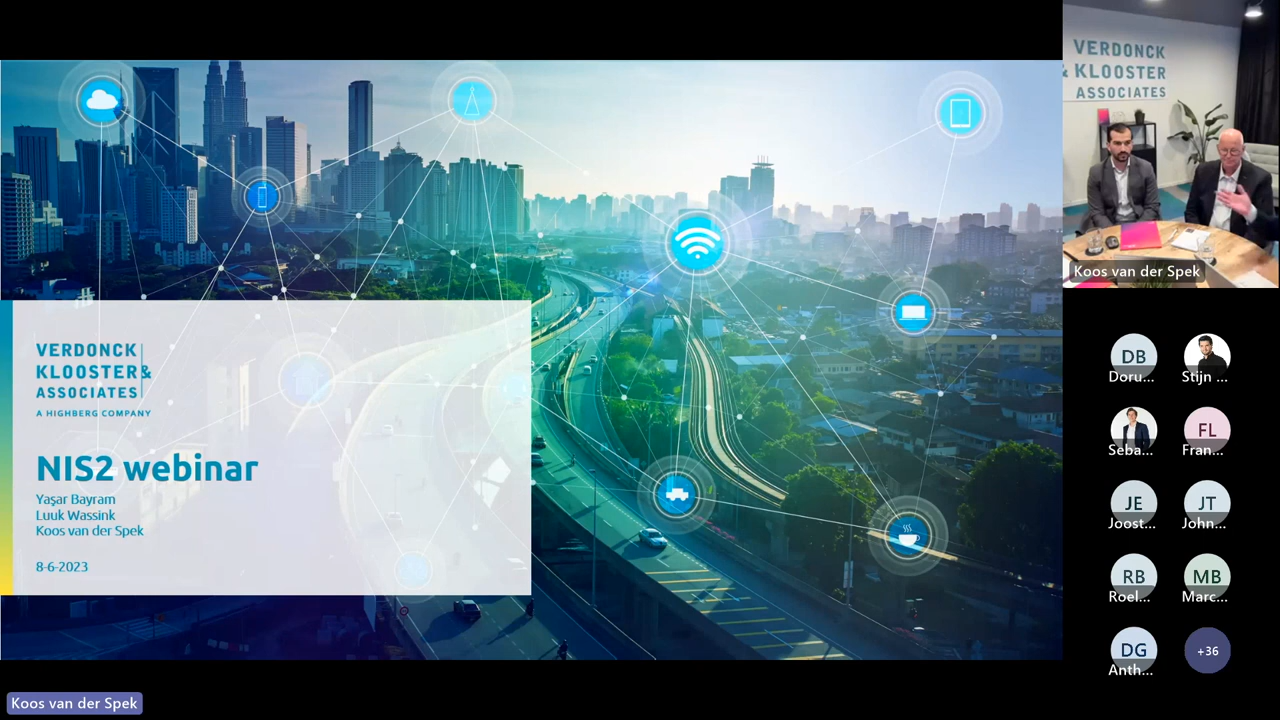 VERDONCK
KLOOSTER&
ASSOCIATES
A HIGHBERG COMPANY
NIS2 webinar
Yaşar Bayram
Luuk Wassink
Koos van der Spek
8-6-2023
Koos van der Spek
VERDONCK
& KLOOSTER
ASSOCIATES
Koos van der Spek
DB
Doru...
Stijn ...
Seba...
FL
Fran...
JE
Joost...
JT
John...
RB
Roel...
MB
Marc...
DG
Anth...
+36